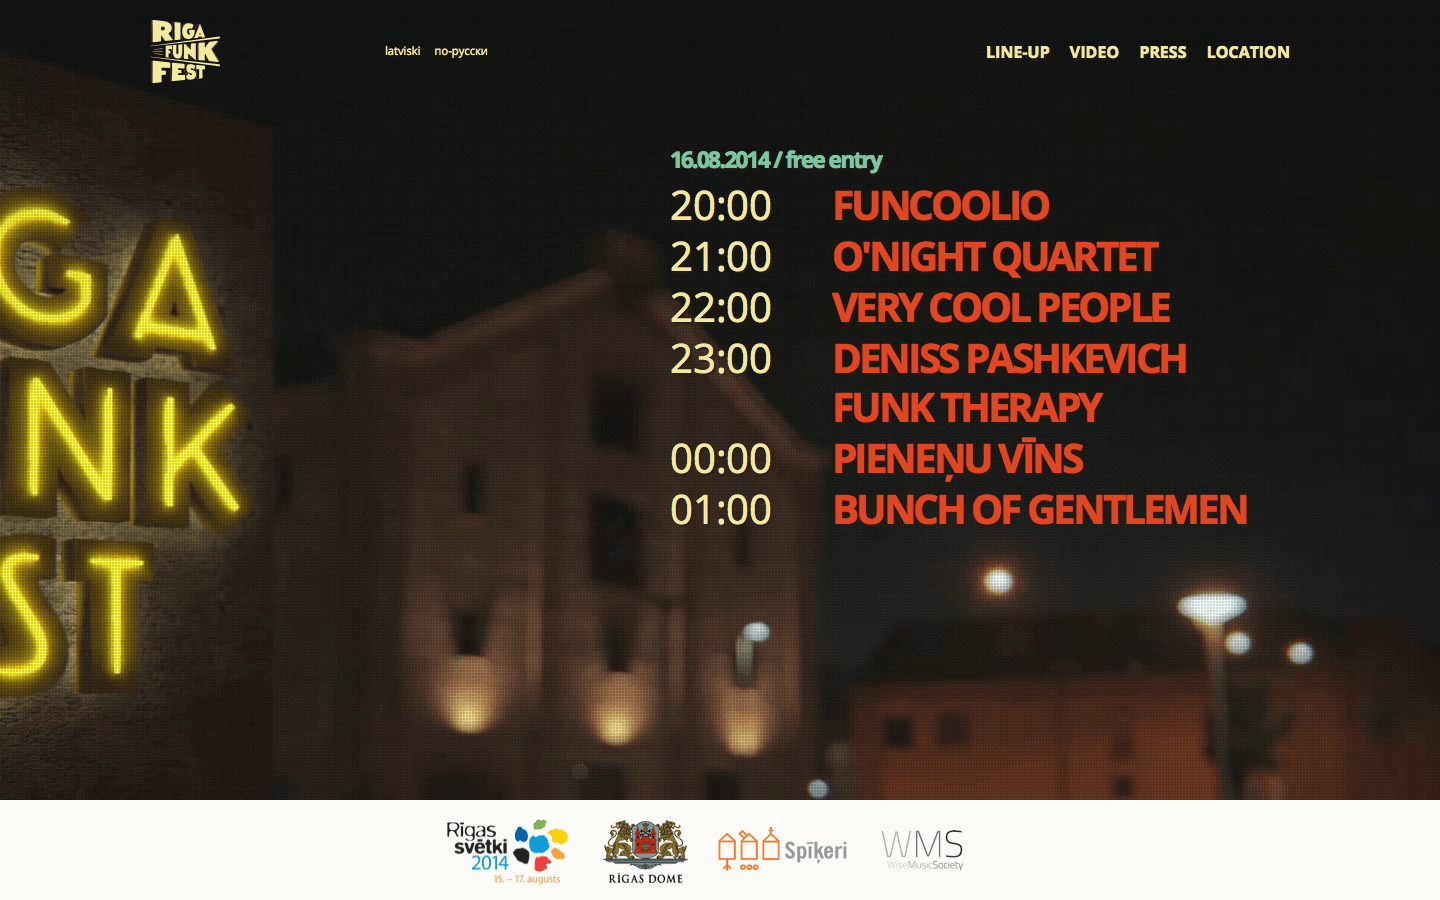 RIGA
FUNK
FEST
latviski по-русски
LINE-UP VIDEO PRESS LOCATION
16.08.2014 / free entry
20:00 FUNCOOLIO
21:00 O'NIGHT QUARTET
22:00 VERY COOL PEOPLE
23:00 DENISS PASHKEVICH
FUNK THERAPY
00:00 PIENEŅU VĪNS
01:00 BUNCH OF GENTLEMEN
GA
NK
ST
Rīgas
svētki
2014
15. – 17. augusts
RĪGAS DOME
Spīķeri
WMS
WiseMusicSociety